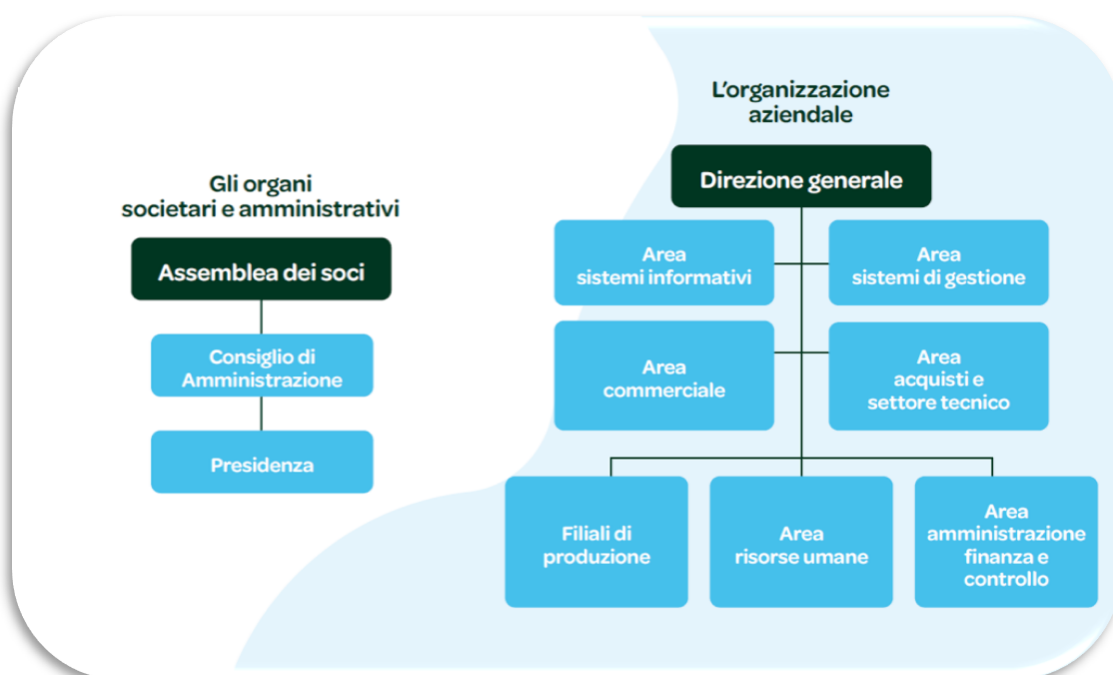 Gli organi
societari e amministrativi
Assemblea dei soci
Consiglio di
Amministrazione
Presidenza
L'organizzazione
aziendale
Direzione generale
Area
sistemi informativi
Area
sistemi di gestione
Area
commerciale
Area
acquisti e
settore tecnico
Filiali di
produzione
Area
risorse umane
Area
amministrazione
finanza e
controllo